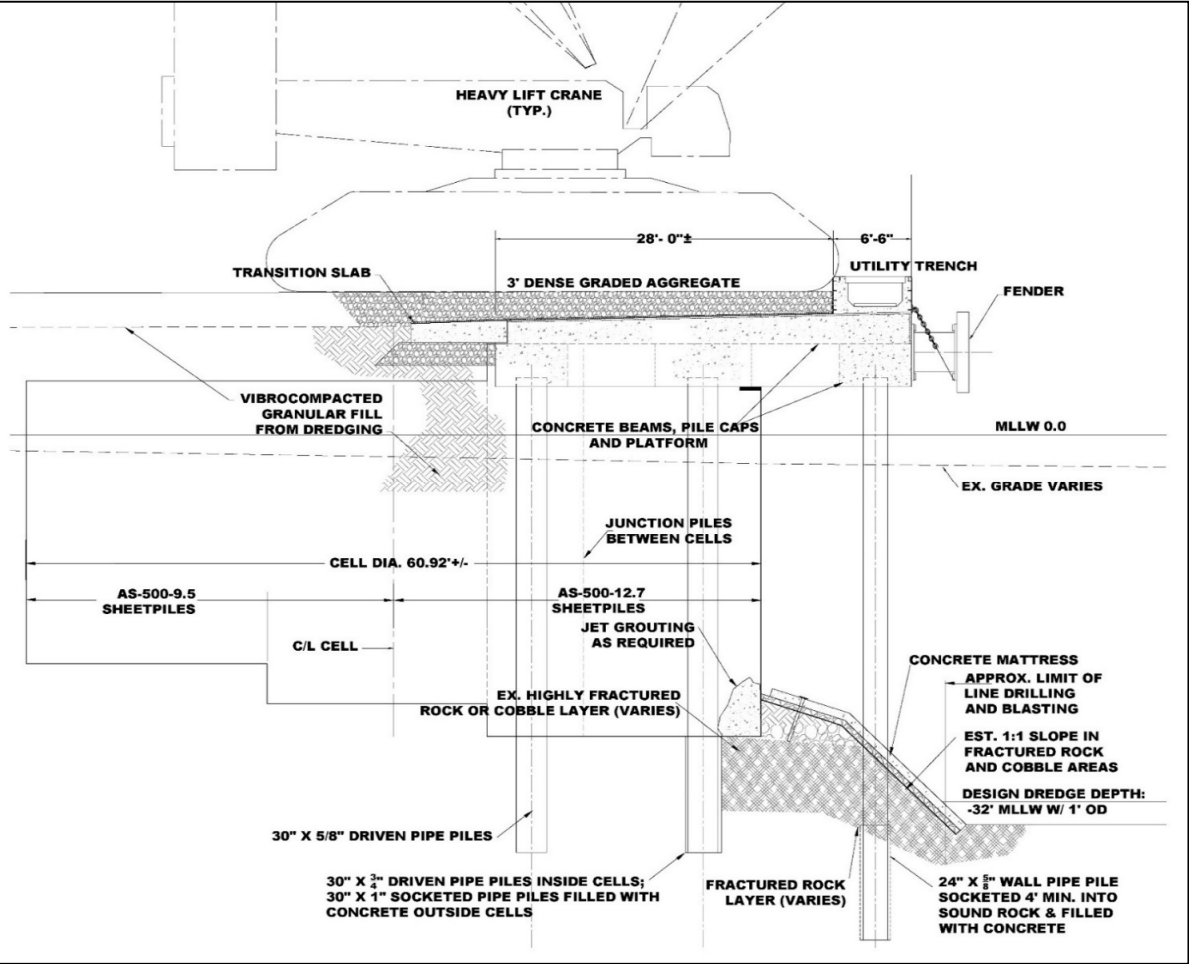 HEAVY LIFT CRANE
(TYP.)
28'- 0"±
6'-6"
UTILITY TRENCH
TRANSITION SLAB
3' DENSE GRADED AGGREGATE
FENDER
VIBROCOMPACTED
GRANULAR FILL
FROM DREDGING
CONCRETE BEAMS, PILE CAPS
AND PLATFORM
MLLW 0.0
EX. GRADE VARIES
JUNCTION PILES
BETWEEN CELLS
CELL DIA. 60.92'+/-
AS-500-9.5
SHEETPILES
AS-500-12.7
SHEETPILES
JET GROUTING
AS REQUIRED
C/L CELL
CONCRETE MATTRESS
APPROX. LIMIT OF
LINE DRILLING
AND BLASTING
EX. HIGHLY FRACTURED
ROCK OR COBBLE LAYER (VARIES)
EST. 1:1 SLOPE IN
FRACTURED ROCK
AND COBBLE AREAS
DESIGN DREDGE DEPTH:
-32' MLLW W/ 1' OD
30" X 5/8" DRIVEN PIPE PILES
30" X 3/4" DRIVEN PIPE PILES INSIDE CELLS;
30" X 1" SOCKETED PIPE PILES FILLED WITH
CONCRETE OUTSIDE CELLS
FRACTURED ROCK
LAYER (VARIES)
24" X 5/8" WALL PIPE PILE
SOCKETED 4' MIN. INTO
SOUND ROCK & FILLED
WITH CONCRETE